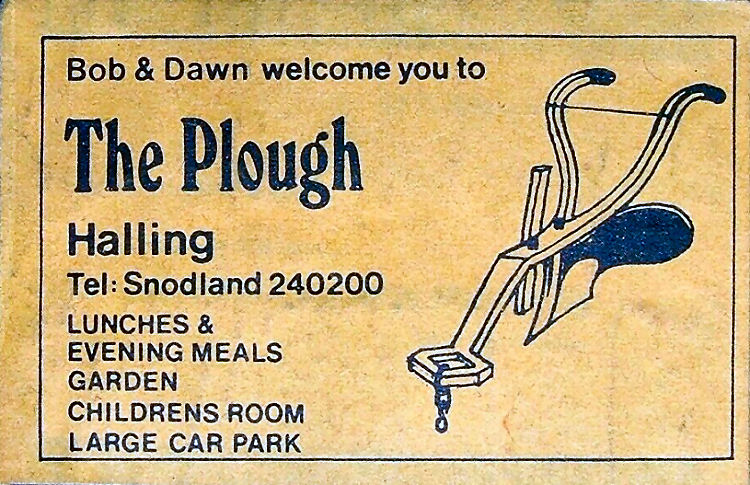 Bob & Dawn welcome you to
The Plough
Halling
Tel: Snodland 240200
LUNCHES &
EVENING MEALS
GARDEN
CHILDRENS ROOM
LARGE CAR PARK